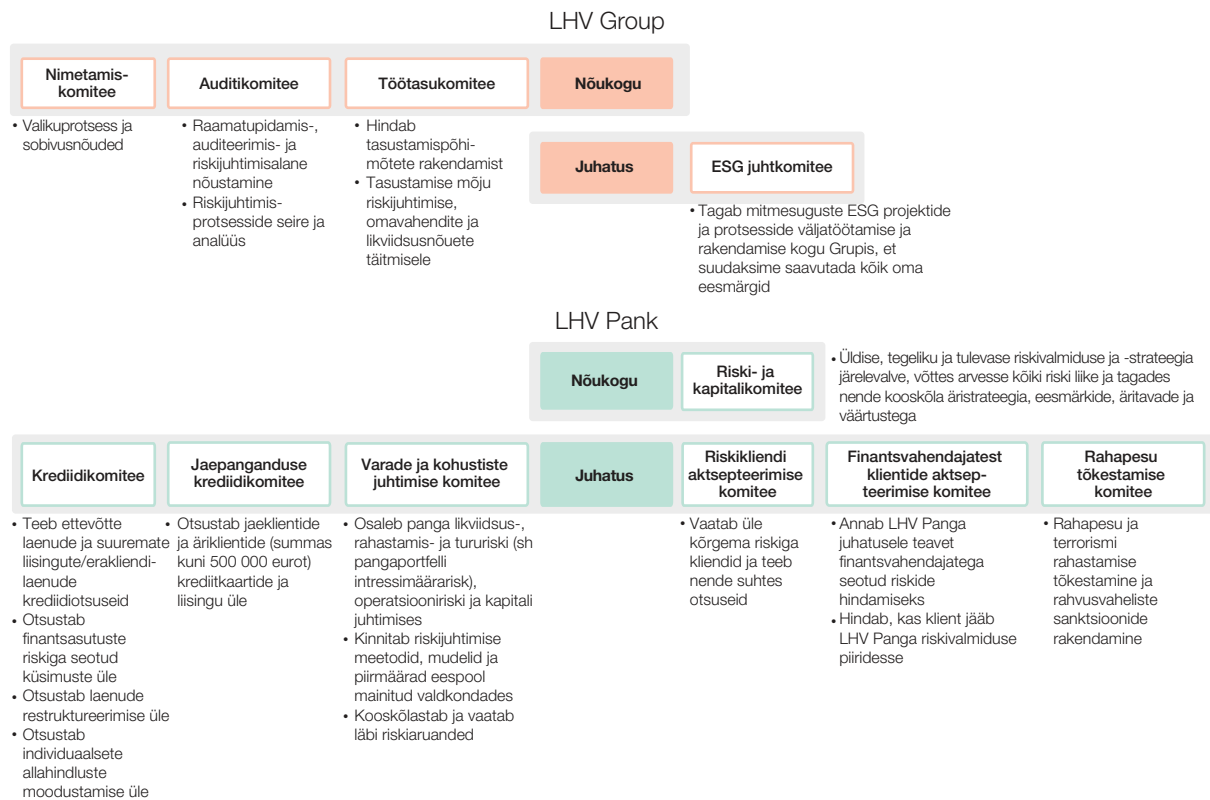 LHV Group
Nimetamis-
komitee
Auditikomitee
Töötasukomitee
Nõukogu
• Valikuprotsess ja
sobivusnõuded
• Raamatupidamis-,
auditeerimis- ja
riskijuhtimisalane
nõustamine
• Riskijuhtimis-
protsesside seire ja
analüüs
• Hindab
tasustamispõhi-
mõtete rakendamist
• Tasustamise mõju
riskijuhtimise,
omavahendite ja
likviidsusnõuete
täitmisele
Juhatus
ESG juhtkomitee
• Tagab mitmesuguste ESG projektide
ja protsesside väljatöötamise ja
rakendamise kogu Grupis, et
suudaksime saavutada kõik oma
eesmärgid
LHV Pank
Nõukogu
Riski- ja
kapitalikomitee
• Üldise, tegeliku ja tulevase riskivalmiduse ja -strateegia
järelevalve, võttes arvesse kõiki riski liike ja tagades
nende kooskõla äristrateegia, eesmärkide, äritavade ja
väärtustega
Krediidikomitee
Jaepanganduse
krediidikomitee
Varade ja kohustiste
juhtimise komitee
Juhatus
Riskikliendi
aktsepteerimise
komitee
Finantsvahendajatest
klientide aktsep-
teerimise komitee
Rahapesu
tõkestamise
komitee
• Teeb ettevõtte
laenude ja suuremate
liisingute/erakliendi-
laenude
krediidiotsuseid
• Otsustab
finantsasutuste
riskiga seotud
küsimuste üle
• Otsustab laenude
restruktureerimise üle
• Otsustab
individuaalsete
allahindluste
moodustamise üle
• Otsustab jaeklientide
ja äriklientide (summas
kuni 500 000 eurot)
krediitkaartide ja
liisingu üle
• Osaleb panga likviidsus-,
rahastamis- ja tururiski (sh
pangaportfelli
intressimäärarisk),
operatsiooniriski ja kapitali
juhtimises
• Kinnitab riskijuhtimise
meetodid, mudelid ja
piirmäärad eespool
mainitud valdkondades
• Kooskõlastab ja vaatab
läbi riskiaruanded
• Vaatab üle
kõrgema riskiga
kliendid ja teeb
nende suhtes
otsuseid
• Annab LHV Panga
juhatusele teavet
finantsvahendajatega
seotud riskide
hindamiseks
• Hindab, kas klient jääb
LHV Panga riskivalmiduse
piiridesse
• Rahapesu ja
terrorismi
rahastamise
tõkestamine ja
rahvusvaheliste
sanktsioonide
rakendamine